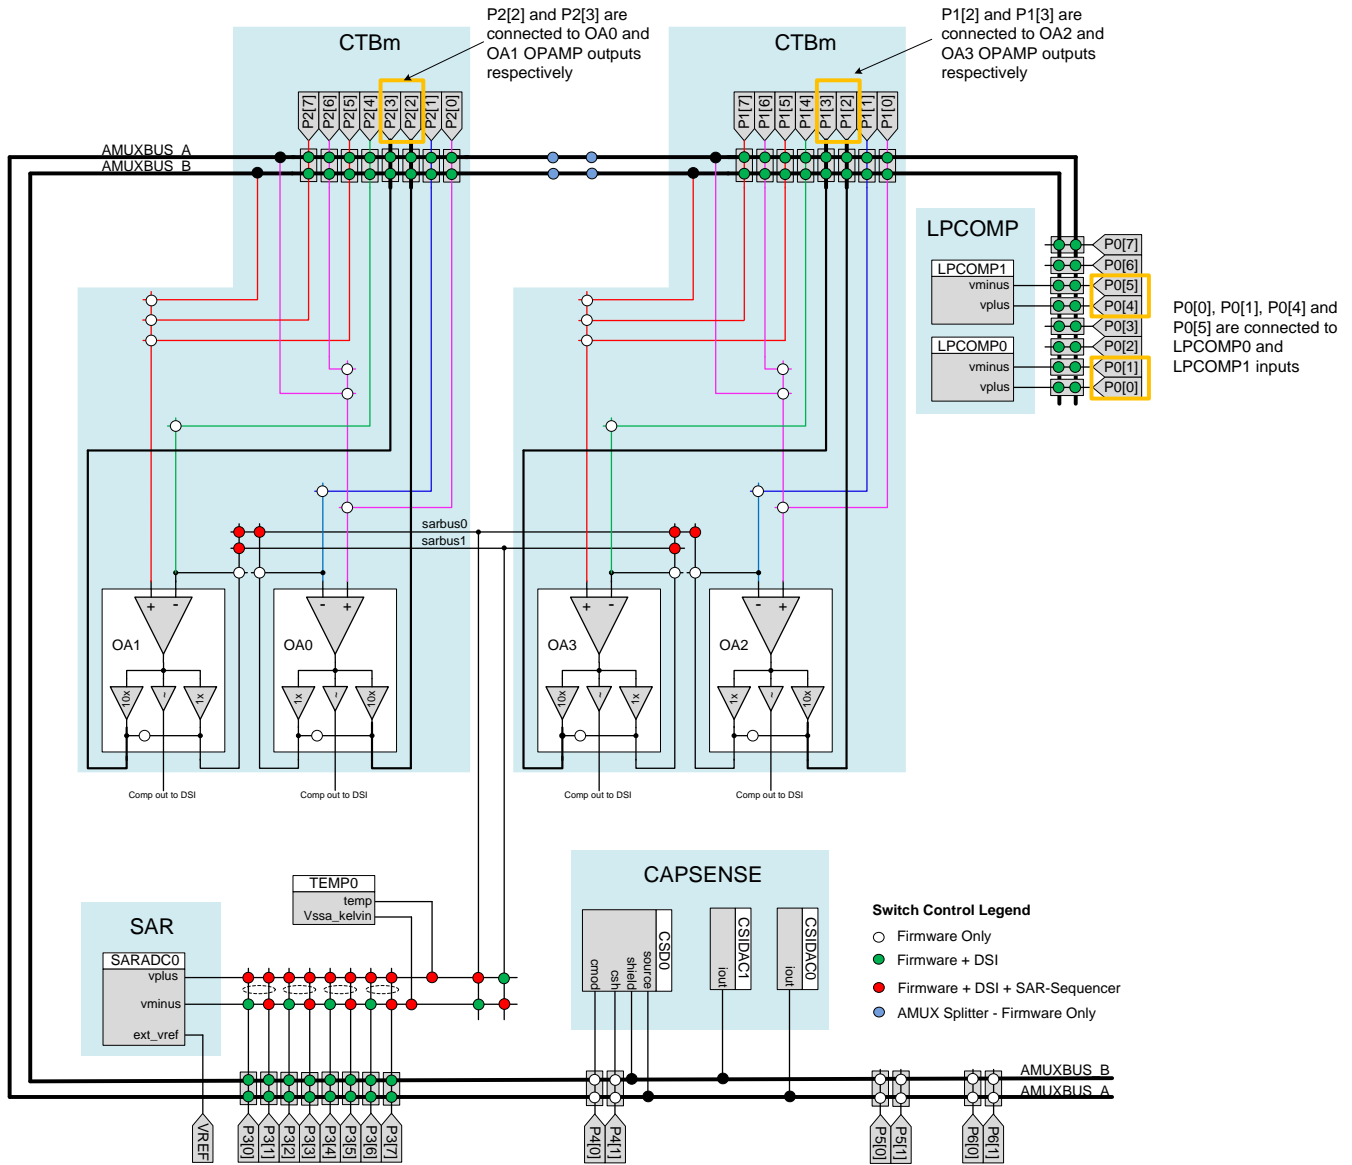 P2[2] and P2[3] are
connected to OA0 and
OA1 OPAMP outputs
respectively
P1[2] and P1[3] are
connected to OA2 and
OA3 OPAMP outputs
respectively
CTBm
CTBm
P2[7]
P2[6]
P2[5]
P2[4]
P2[3]
P2[2]
P2[1]
P2[0]
P1[7]
P1[6]
P1[5]
P1[4]
P1[3]
P1[2]
P1[1]
P1[0]
AMUXBUS_A
AMUXBUS_B
LPCOMP
LPCOMP1
vminus
vplus
LPCOMP0
vminus
vplus
P0[7]
P0[6]
P0[5]
P0[4]
P0[3]
P0[2]
P0[1]
P0[0]
P0[0], P0[1], P0[4] and
P0[5] are connected to
LPCOMP0 and
LPCOMP1 inputs
sarbus0
sarbus1
+ -
OA1
10x
~
1x
- +
OA0
1x
~
10x
+ -
OA3
10x
~
1x
- +
OA2
1x
~
10x
Comp out to DSI
Comp out to DSI
Comp out to DSI
Comp out to DSI
TEMP0
temp
Vssa_kelvin
SAR
SARADC0
vplus
vminus
ext_vref
CAPSENSE
CSD0
cmod
csh
shield
source
CSIDAC1
iout
CSIDAC0
iout
Switch Control Legend
Firmware Only
Firmware + DSI
Firmware + DSI + SAR-Sequencer
AMUX Splitter - Firmware Only
AMUXBUS_B
AMUXBUS_A
VREF
P3[0]
P3[1]
P3[2]
P3[3]
P3[4]
P3[5]
P3[6]
P3[7]
P4[0]
P4[1]
P5[0]
P5[1]
P6[0]
P6[1]